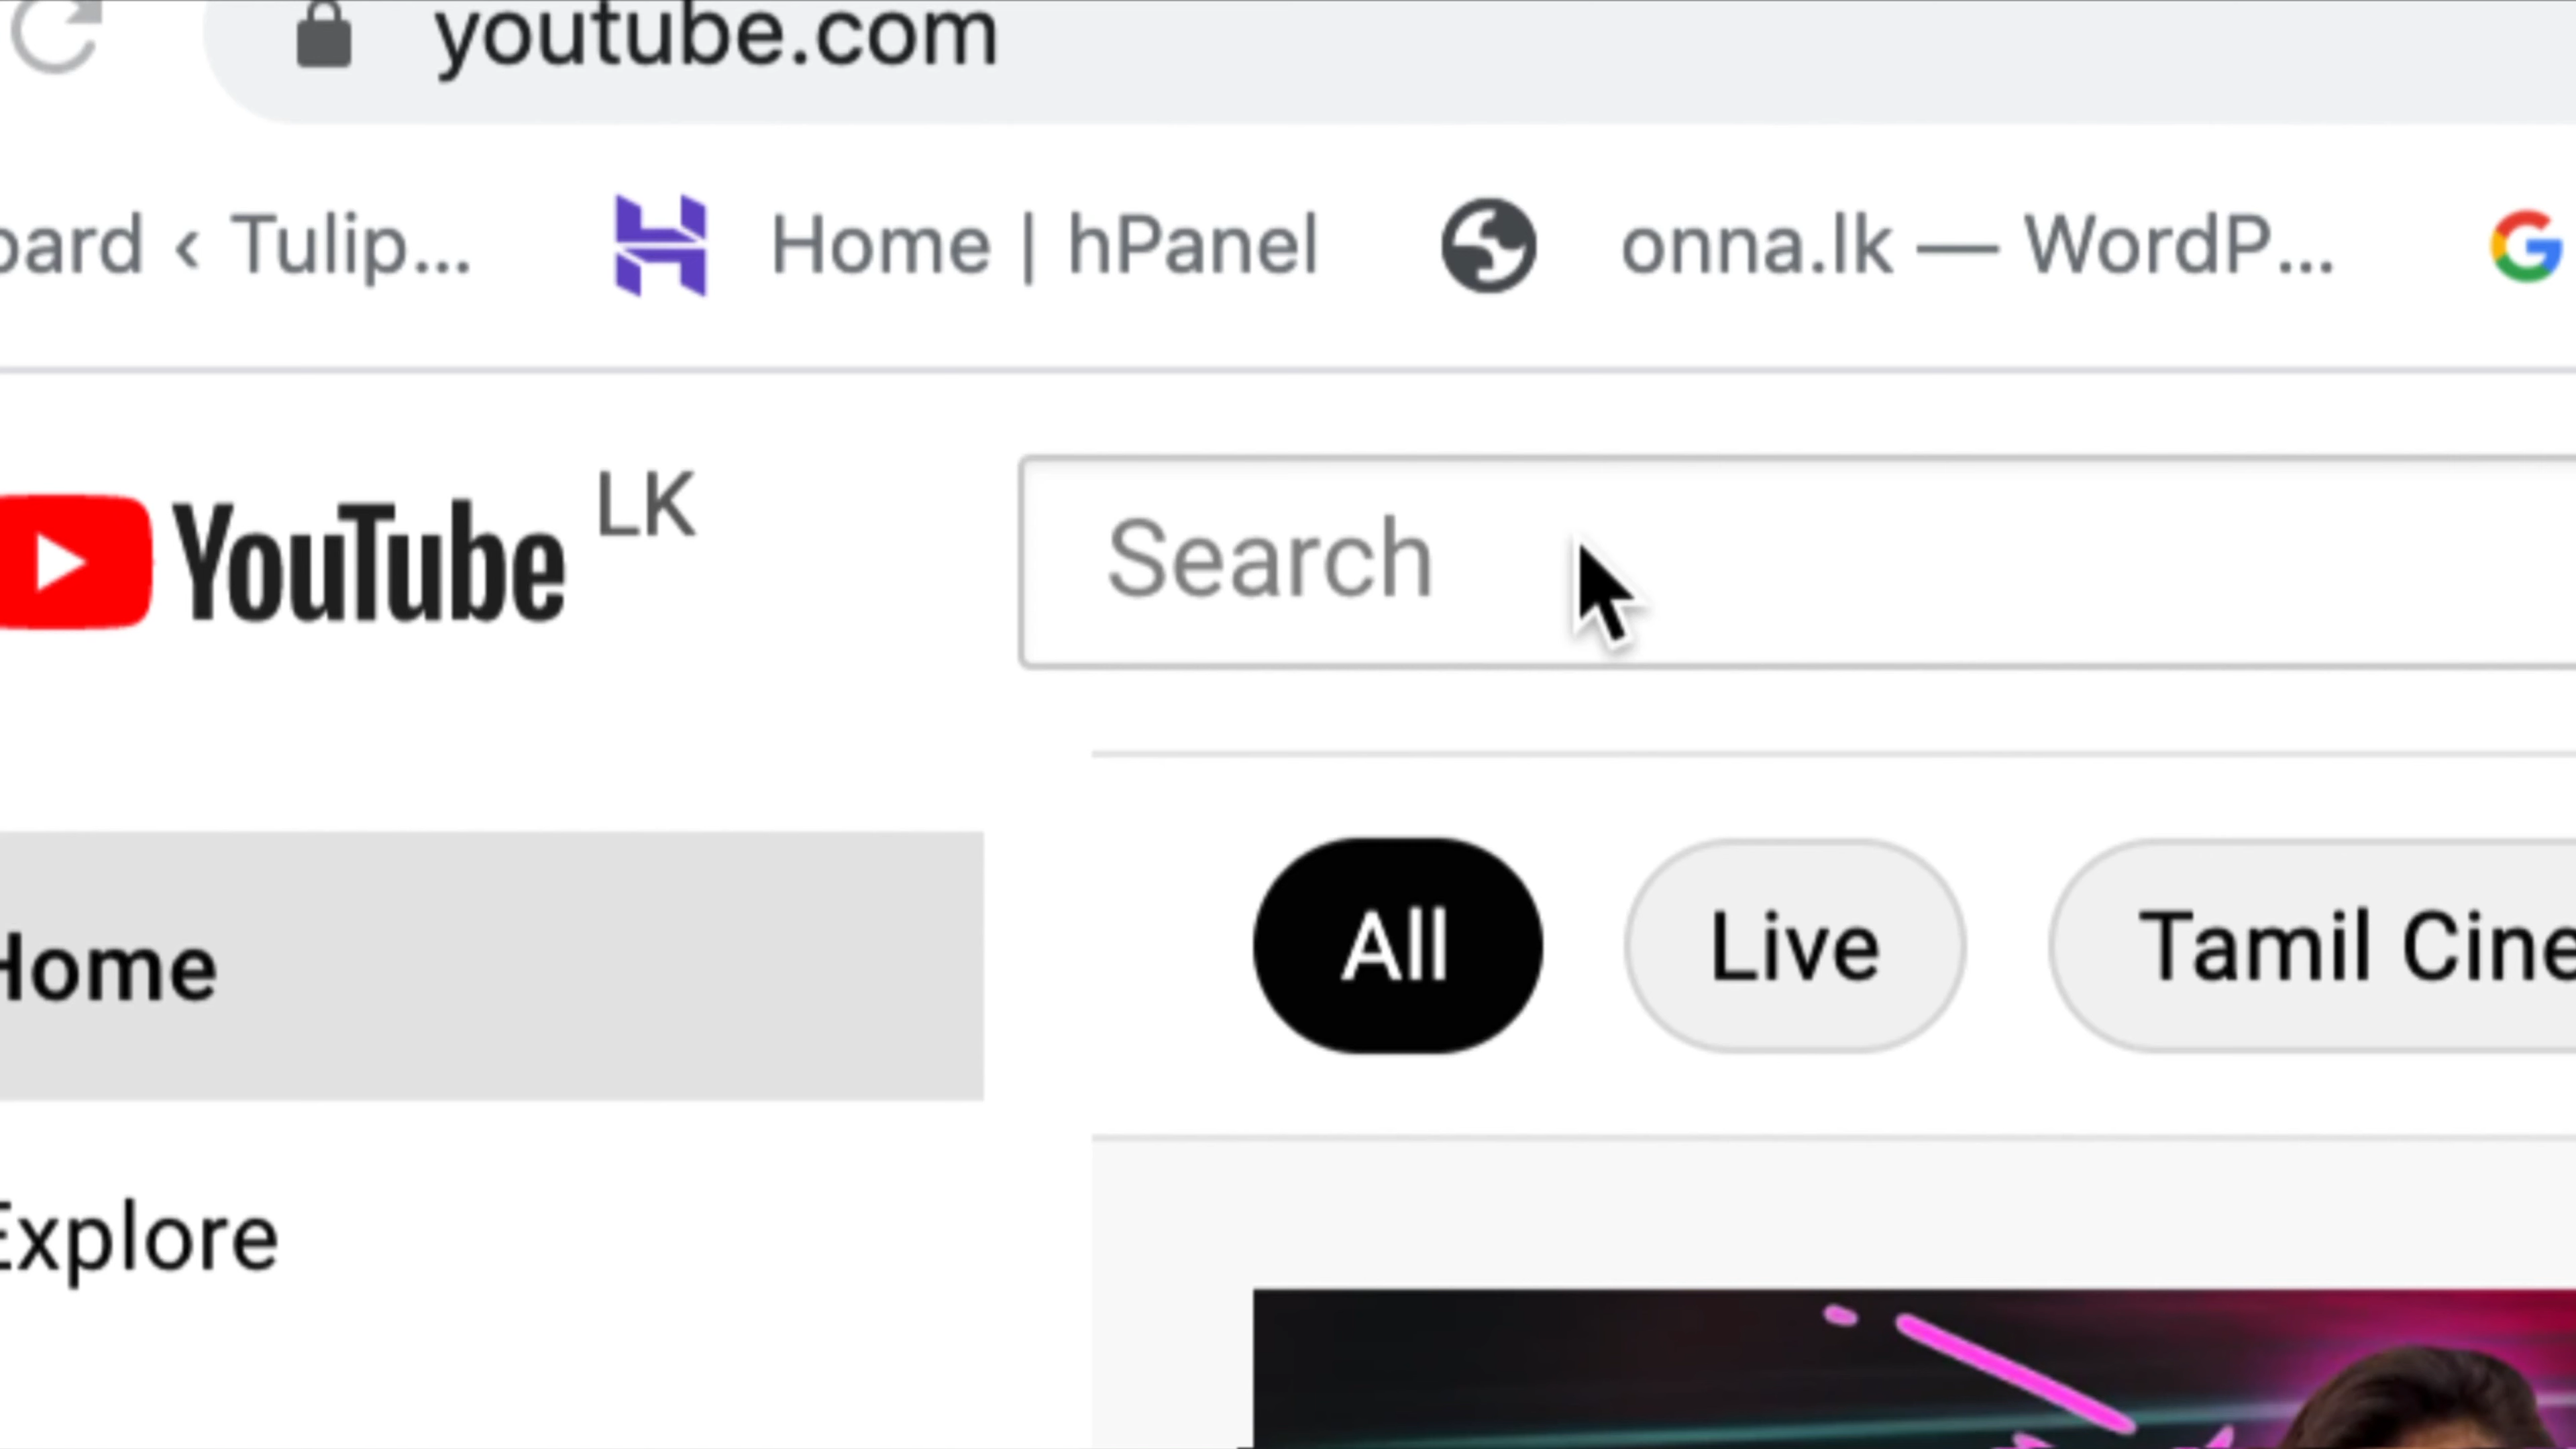 youtube.com
oard ‹ Tulip... Home | hPanel onna.lk — WordP...
YouTube LK Search
Home
All Live Tamil Cine
Explore